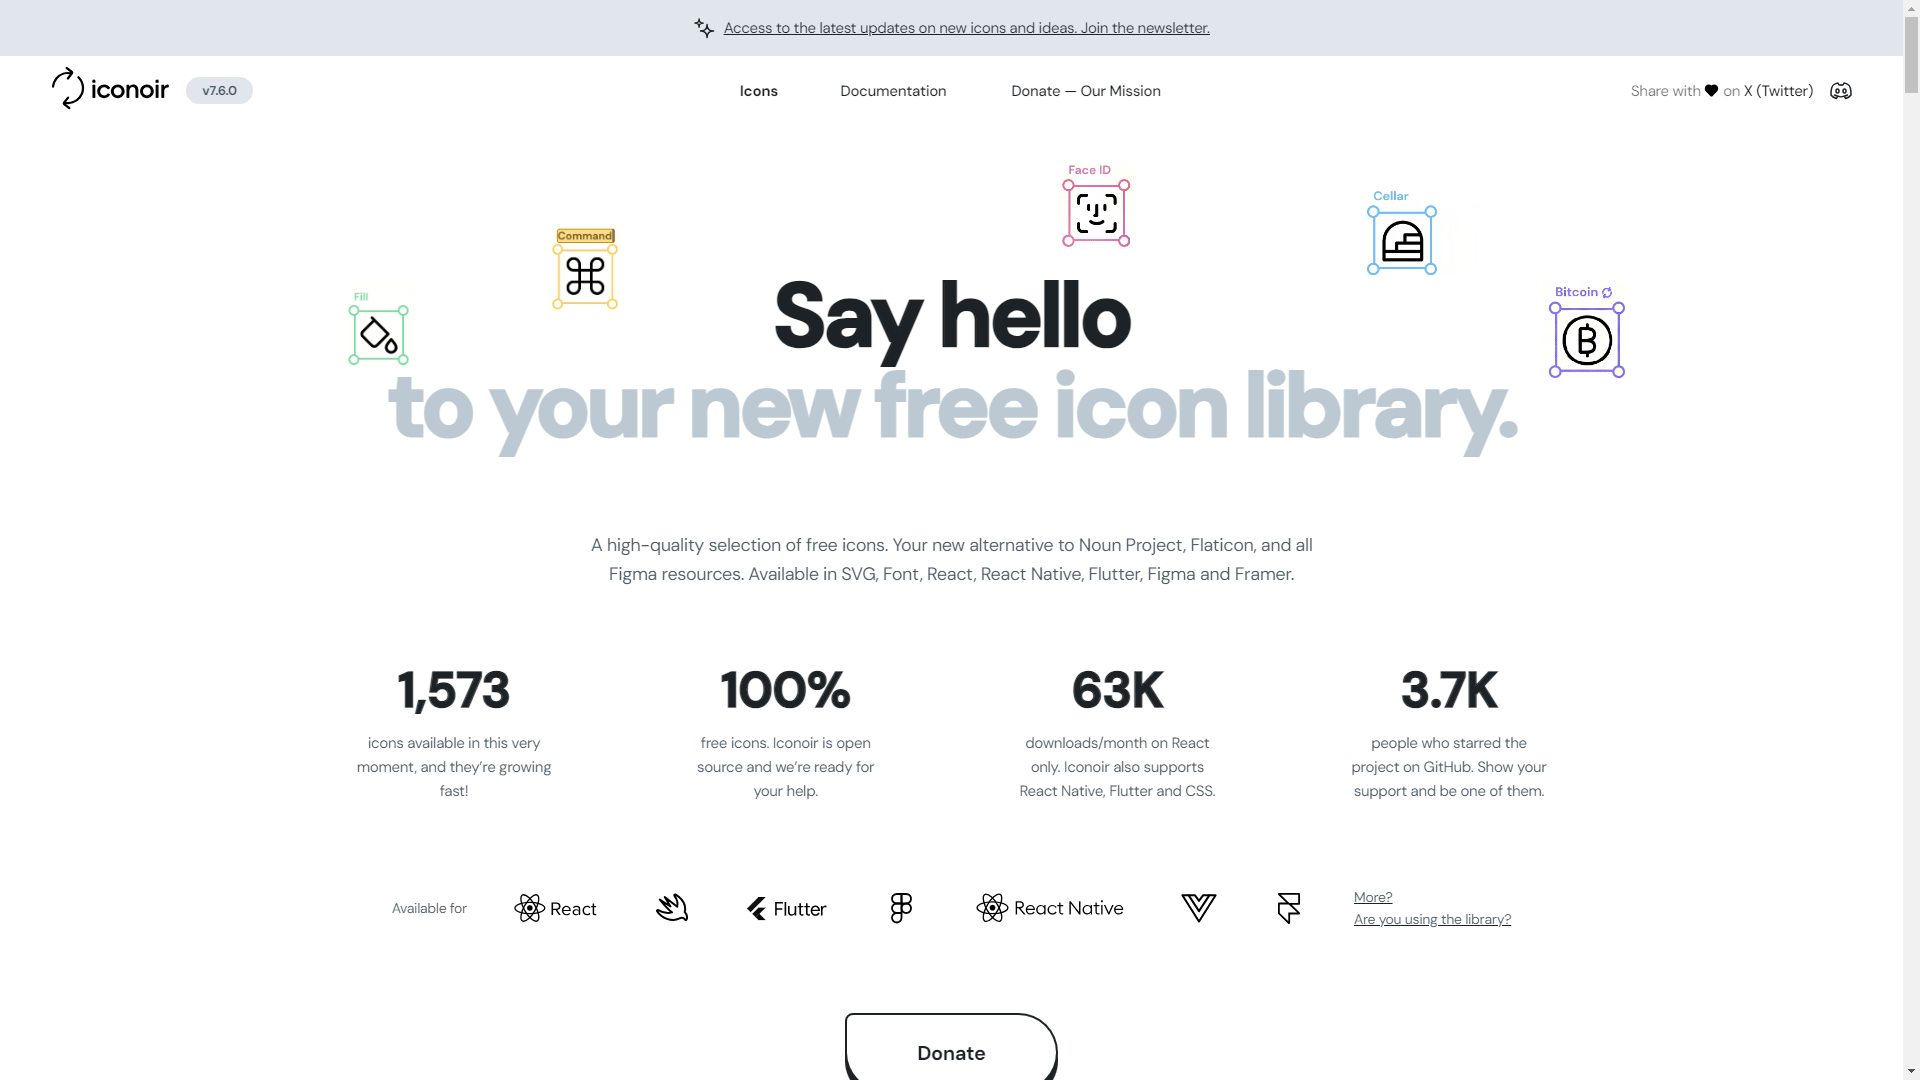 Access to the latest updates on new icons and ideas. Join the newsletter.
iconoir
v7.6.0
Icons
Documentation
Donate — Our Mission
Share with on X (Twitter)
Face ID
Cellar
Command
Bitcoin
Fill
Say hello
to your new free icon library.
A high-quality selection of free icons. Your new alternative to Noun Project, Flaticon, and all
Figma resources. Available in SVG, Font, React, React Native, Flutter, Figma and Framer.
1,573
icons available in this very
moment, and they’re growing
fast!
100%
free icons. Iconoir is open
source and we’re ready for
your help.
63K
downloads/month on React
only. Iconoir also supports
React Native, Flutter and CSS.
3.7K
people who starred the
project on GitHub. Show your
support and be one of them.
Available for
React
Flutter
React Native
More?
Are you using the library?
Donate